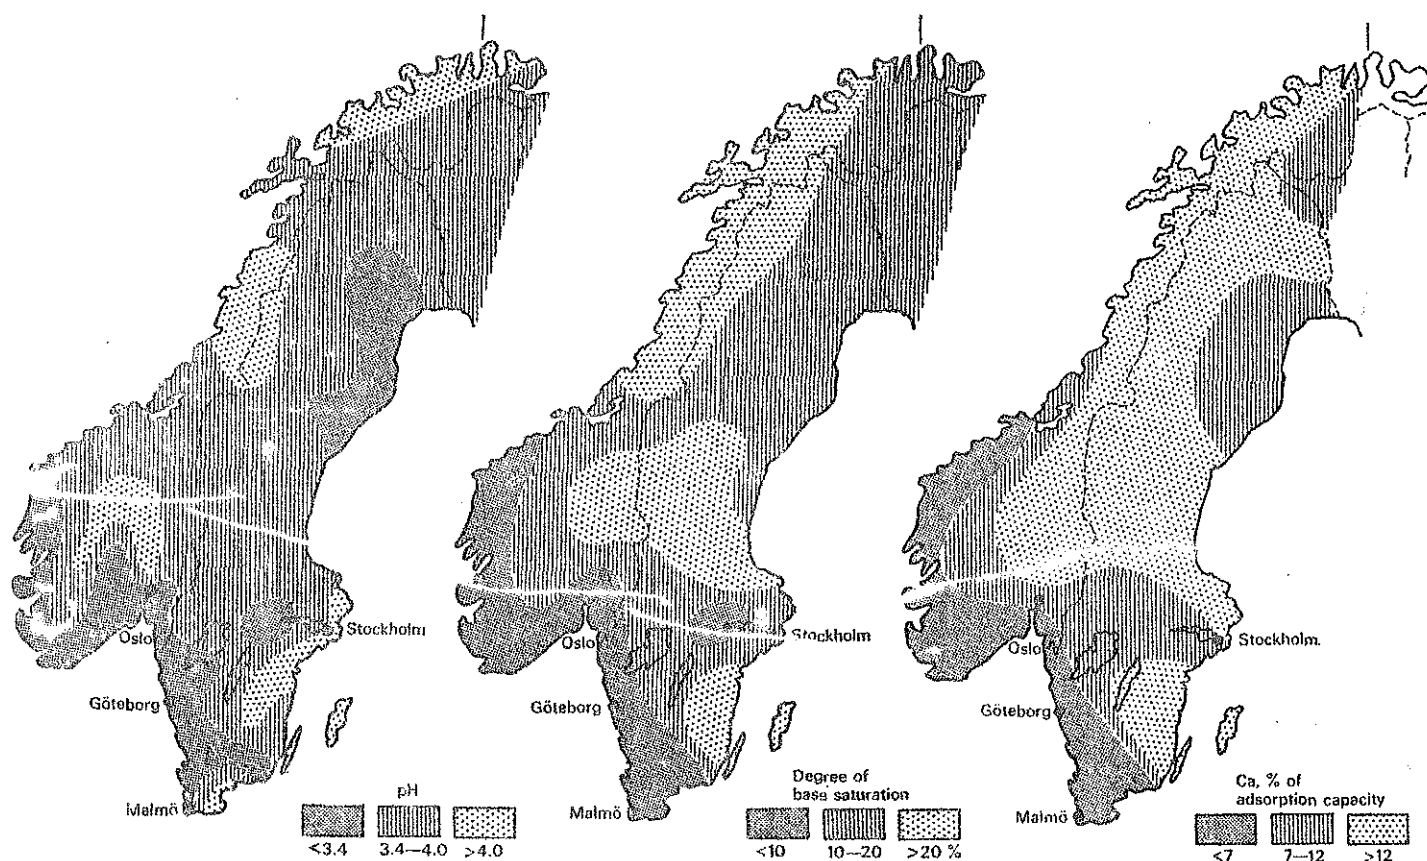 Oslo
Stockholm
Göteborg
Malmö
pH
<3.4 3.4—4.0 >4.0
Oslo
Stockholm
Göteborg
Malmö
Degree of
base saturation
<10 10—20 >20 %
Oslo
Stockholm.
Göteborg
Malmö
Ca, % of
adsorption capacity
<7 7—12 >12